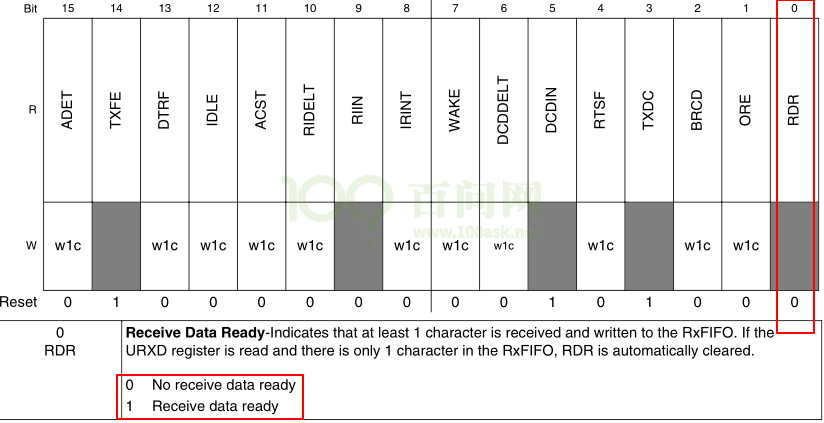 Bit 15 14 13 12 11 10 9 8 7 6 5 4 3 2 1 0
R ADET TXFE DTRF IDLE ACST RIDELT RIIN IRINT WAKE DCDDELT DCDIN RTSF TXDC BRCD ORE RDR
100 百问网
www.100ask.net
W w1c w1c w1c w1c w1c w1c w1c w1c w1c w1c w1c
Reset 0 1 0 0 0 0 0 0 0 0 1 0 1 0 0 0
0 Receive Data Ready-Indicates that at least 1 character is received and written to the RxFIFO. If the
RDR URXD register is read and there is only 1 character in the RxFIFO, RDR is automatically cleared.
0 No receive data ready
1 Receive data ready